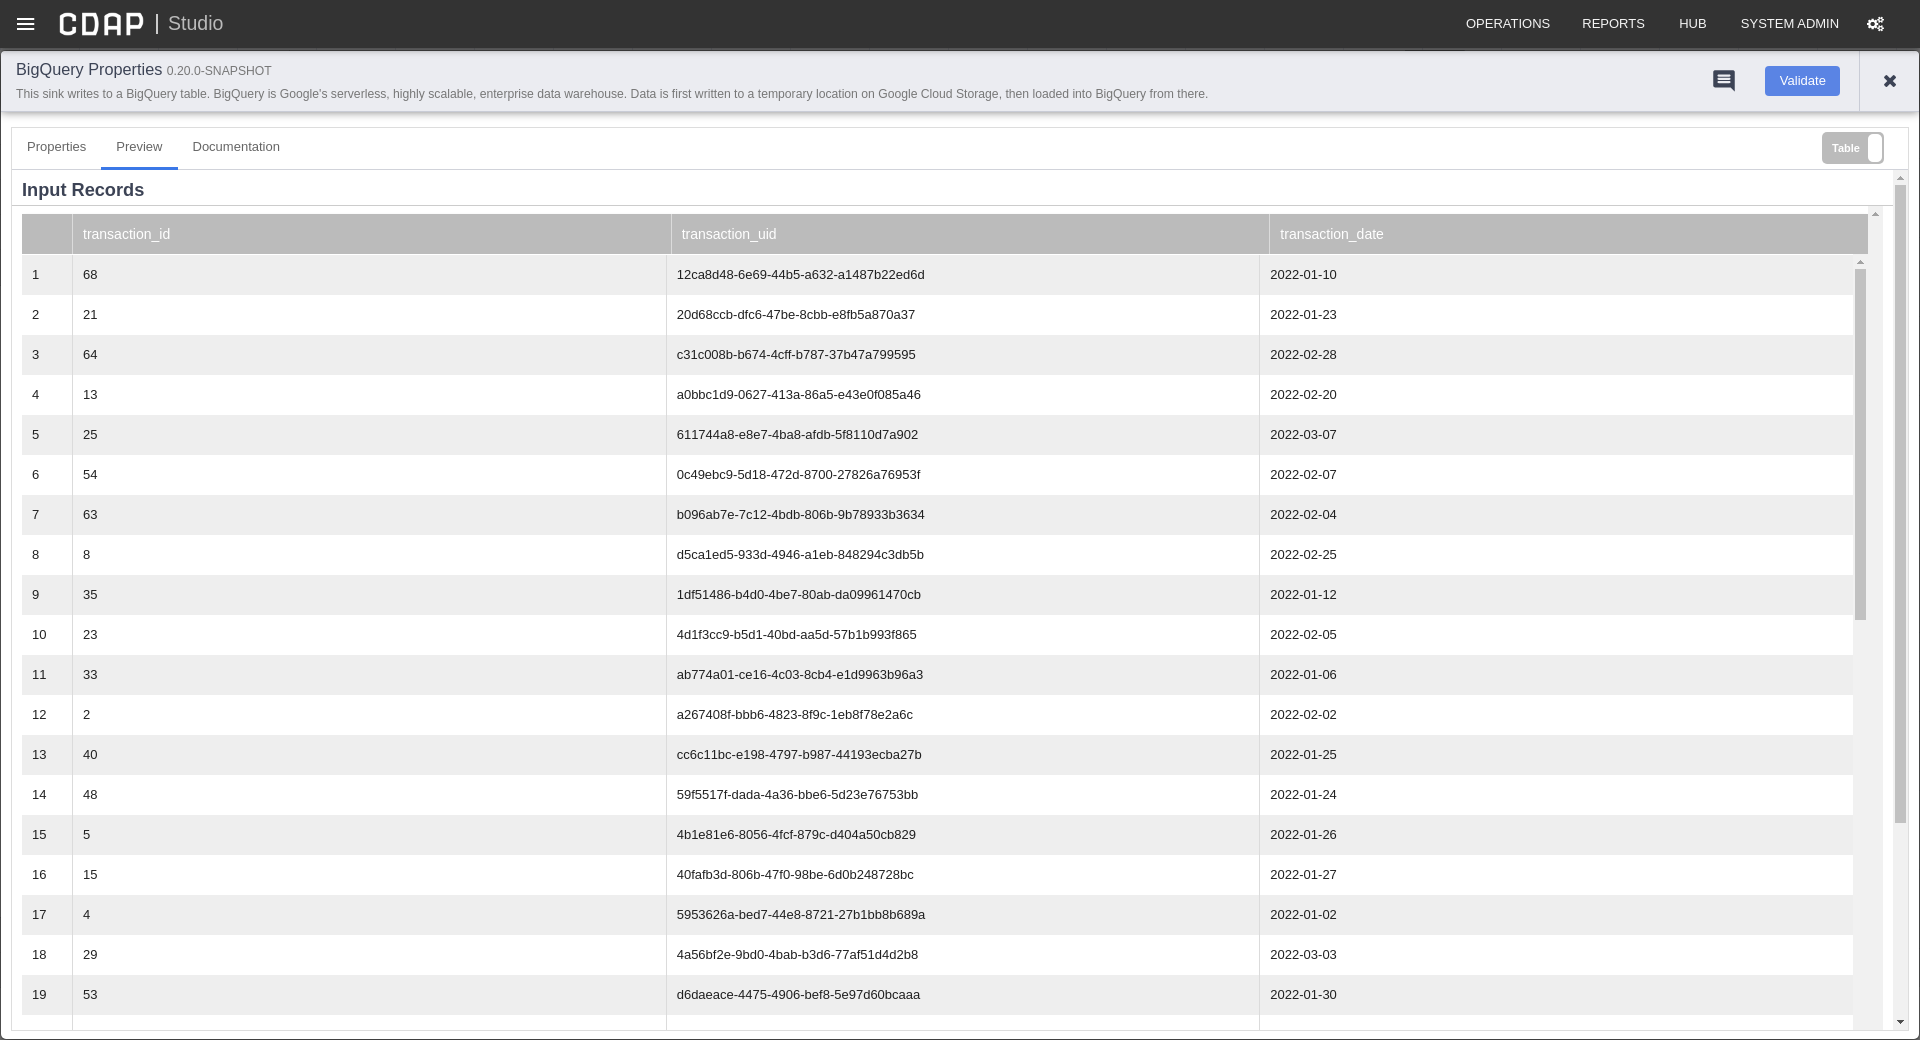 CDAP | Studio OPERATIONS REPORTS HUB SYSTEM ADMIN
BigQuery Properties 0.20.0-SNAPSHOT
This sink writes to a BigQuery table. BigQuery is Google's serverless, highly scalable, enterprise data warehouse. Data is first written to a temporary location on Google Cloud Storage, then loaded into BigQuery from there.
Validate
Properties Preview Documentation Table
Input Records
transaction_id transaction_uid transaction_date
1 68 12ca8d48-6e69-44b5-a632-a1487b22ed6d 2022-01-10
2 21 20d68ccb-dfc6-47be-8cbb-e8fb5a870a37 2022-01-23
3 64 c31c008b-b674-4cff-b787-37b47a799595 2022-02-28
4 13 a0bbc1d9-0627-413a-86a5-e43e0f085a46 2022-02-20
5 25 611744a8-e8e7-4ba8-afdb-5f8110d7a902 2022-03-07
6 54 0c49ebc9-5d18-472d-8700-27826a76953f 2022-02-07
7 63 b096ab7e-7c12-4bdb-806b-9b78933b3634 2022-02-04
8 8 d5ca1ed5-933d-4946-a1eb-848294c3db5b 2022-02-25
9 35 1df51486-b4d0-4be7-80ab-da09961470cb 2022-01-12
10 23 4d1f3cc9-b5d1-40bd-aa5d-57b1b993f865 2022-02-05
11 33 ab774a01-ce16-4c03-8cb4-e1d9963b96a3 2022-01-06
12 2 a267408f-bbb6-4823-8f9c-1eb8f78e2a6c 2022-02-02
13 40 cc6c11bc-e198-4797-b987-44193ecba27b 2022-01-25
14 48 59f5517f-dada-4a36-bbe6-5d23e76753bb 2022-01-24
15 5 4b1e81e6-8056-4fcf-879c-d404a50cb829 2022-01-26
16 15 40fafb3d-806b-47f0-98be-6d0b248728bc 2022-01-27
17 4 5953626a-bed7-44e8-8721-27b1bb8b689a 2022-01-02
18 29 4a56bf2e-9bd0-4bab-b3d6-77af51d4d2b8 2022-03-03
19 53 d6daeace-4475-4906-bef8-5e97d60bcaaa 2022-01-30